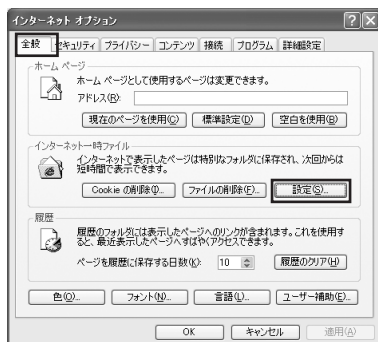 インターネット オプション
全般 セキュリティ プライバシー コンテンツ 接続 プログラム 詳細設定
ホーム ページ
ホーム ページとして使用するページは変更できます。
アドレス(R):
現在のページを使用(C) 標準設定(D) 空白を使用(B)
インターネット一時ファイル
インターネットで表示したページは特別なフォルダに保存され、次回からは
短時間で表示できます。
Cookie の削除(I)... ファイルの削除(F)... 設定(S)...
履歴
履歴のフォルダには表示したページへのリンクが含まれます。これを使用す
ると、最近表示したページへすばやくアクセスできます。
ページを履歴に保存する日数(K): 10 履歴のクリア(H)
色(O)... フォント(N)... 言語(L)... ユーザー補助(E)...
OK キャンセル 適用(A)